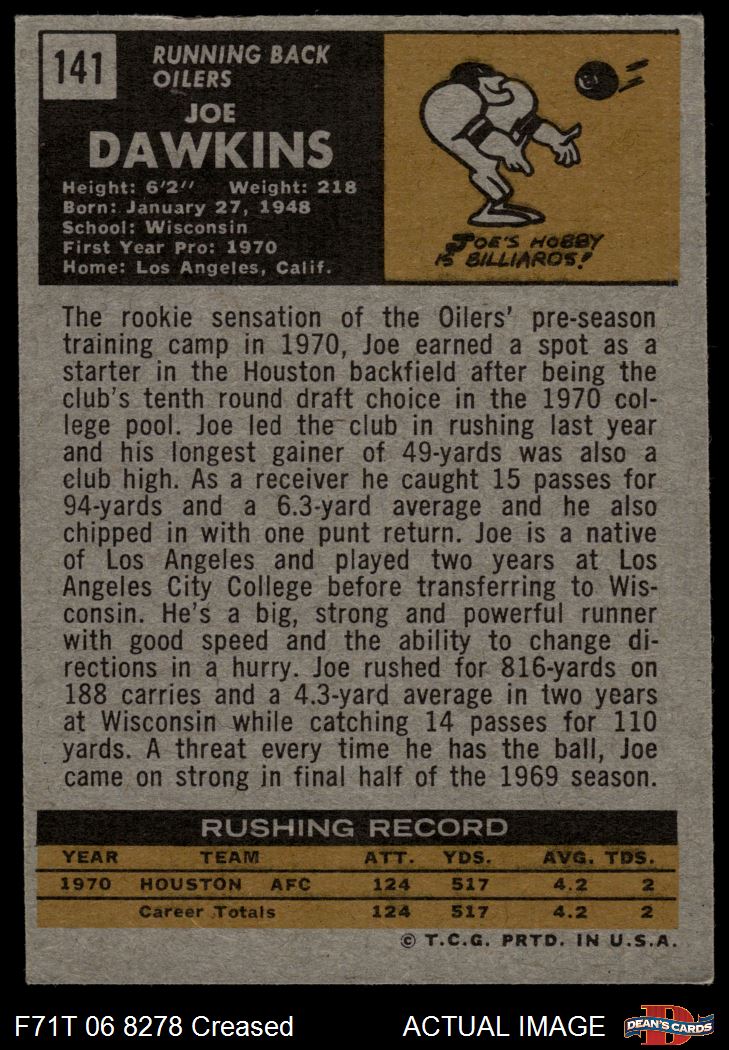 141
RUNNING BACK
OILERS
JOE
DAWKINS
Height: 6'2" Weight: 218
Born: January 27, 1948
School: Wisconsin
First Year Pro: 1970
Home: Los Angeles, Calif.
JOE'S HOBBY
IS BILLIARDS!
The rookie sensation of the Oilers' pre-season
training camp in 1970, Joe earned a spot as a
starter in the Houston backfield after being the
club's tenth round draft choice in the 1970 col-
lege pool. Joe led the club in rushing last year
and his longest gainer of 49-yards was also a
club high. As a receiver he caught 15 passes for
94-yards and a 6.3-yard average and he also
chipped in with one punt return. Joe is a native
of Los Angeles and played two years at Los
Angeles City College before transferring to Wis-
consin. He's a big, strong and powerful runner
with good speed and the ability to change di-
rections in a hurry. Joe rushed for 816-yards on
188 carries and a 4.3-yard average in two years
at Wisconsin while catching 14 passes for 110
yards. A threat every time he has the ball, Joe
came on strong in final half of the 1969 season.
RUSHING RECORD
YEAR TEAM ATT. YDS. AVG. TDS.
1970 HOUSTON AFC 124 517 4.2 2
Career Totals 124 517 4.2 2
© T.C.G. PRTD. IN U.S.A.
F71T 06 8278 Creased ACTUAL IMAGE
DEAN'S CARDS